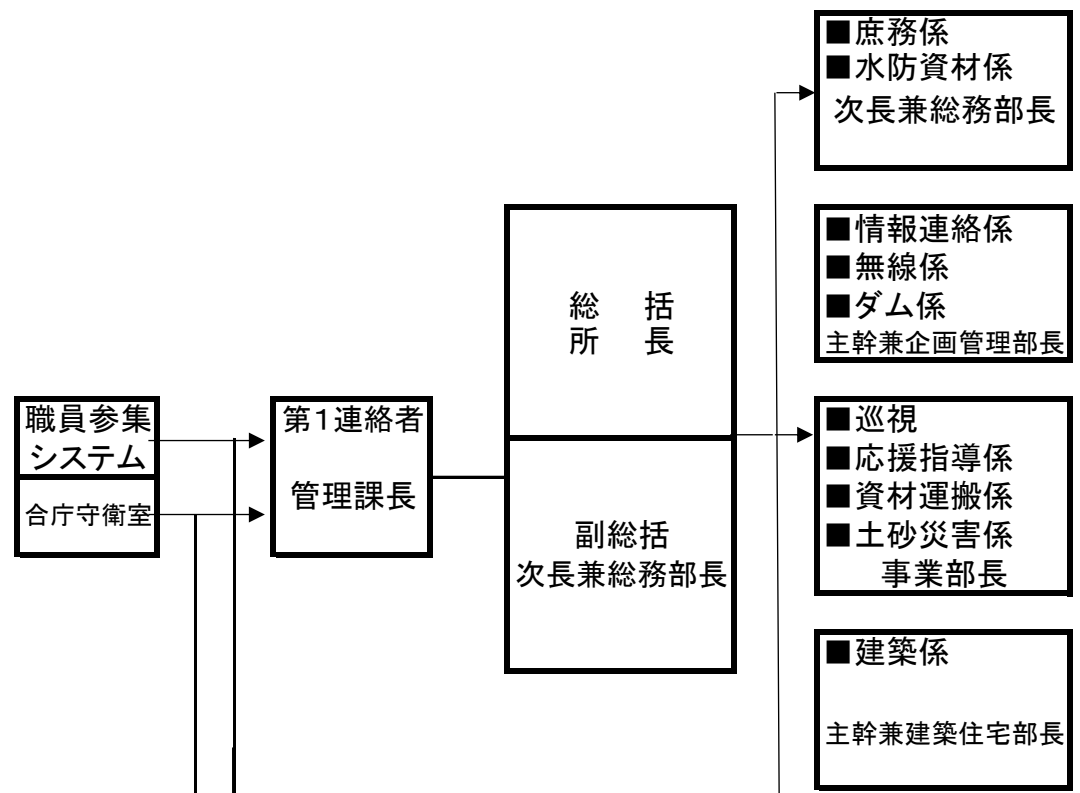 職員参集
システム
合庁守衛室
第1連絡者
管理課長
総 括
所 長
副総括
次長兼総務部長
■庶務係
■水防資材係
次長兼総務部長
■情報連絡係
■無線係
■ダム係
主幹兼企画管理部長
■巡視
■応援指導係
■資材運搬係
■土砂災害係
事業部長
■建築係
主幹兼建築住宅部長